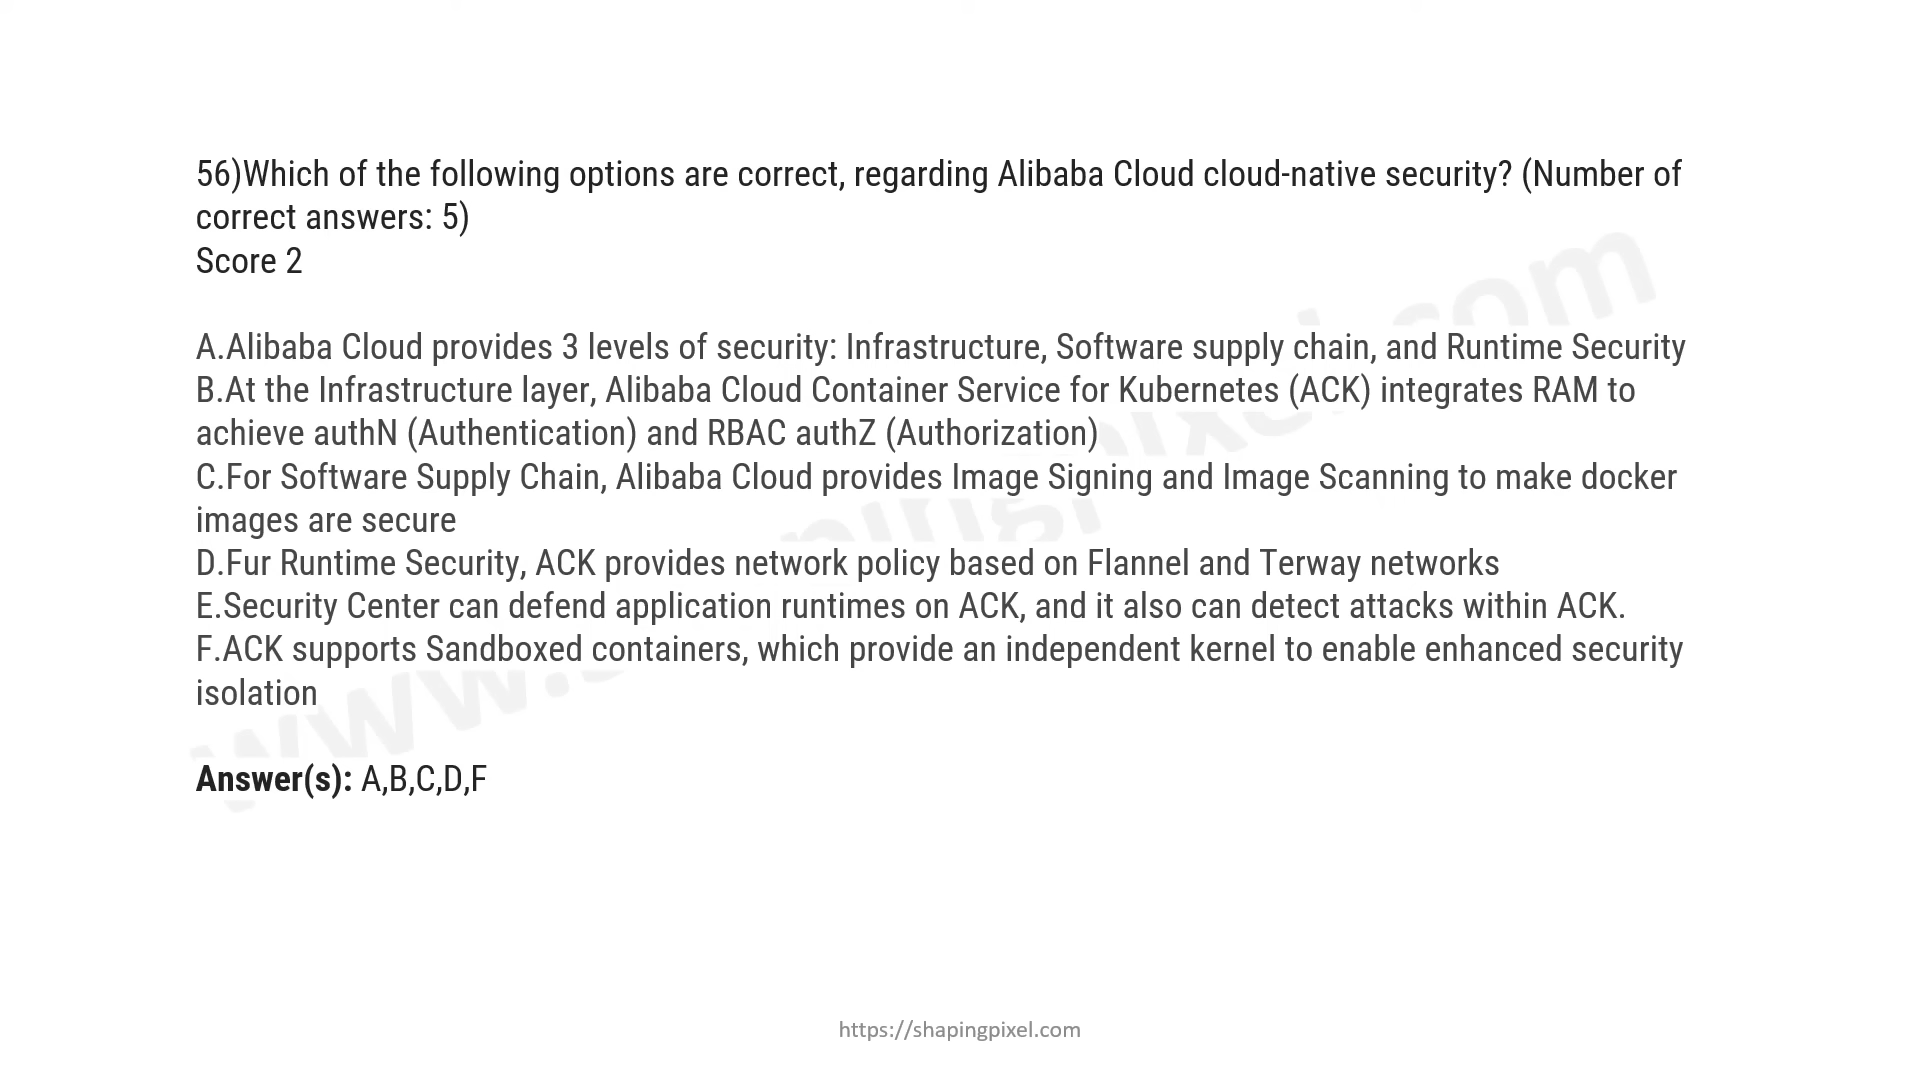 56)Which of the following options are correct, regarding Alibaba Cloud cloud-native security? (Number of
correct answers: 5)
Score 2
A.Alibaba Cloud provides 3 levels of security: Infrastructure, Software supply chain, and Runtime Security
B.At the Infrastructure layer, Alibaba Cloud Container Service for Kubernetes (ACK) integrates RAM to
achieve authN (Authentication) and RBAC authZ (Authorization)
C.For Software Supply Chain, Alibaba Cloud provides Image Signing and Image Scanning to make docker
images are secure
D.Fur Runtime Security, ACK provides network policy based on Flannel and Terway networks
E.Security Center can defend application runtimes on ACK, and it also can detect attacks within ACK.
F.ACK supports Sandboxed containers, which provide an independent kernel to enable enhanced security
isolation
Answer(s): A,B,C,D,F
https://shapingpixel.com